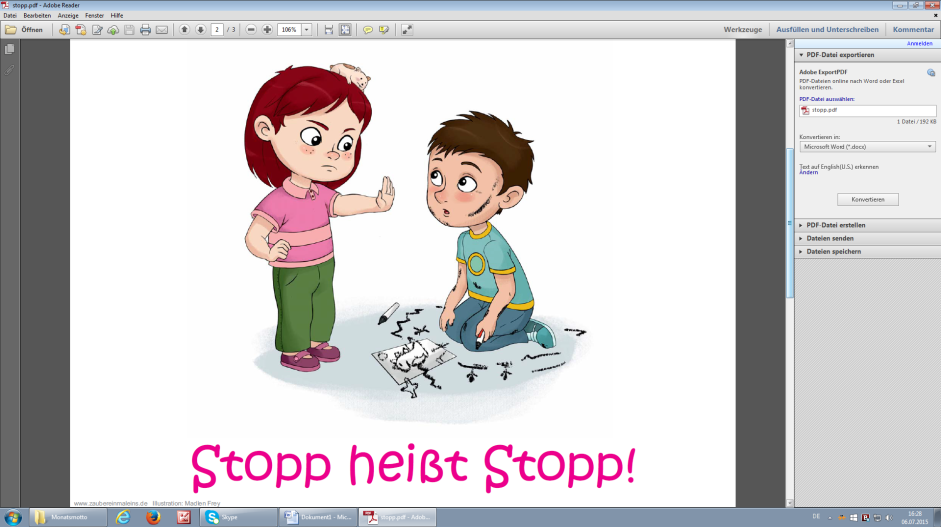 stopp.pdf - Adobe Reader
Datei Bearbeiten Anzeige Fenster Hilfe
Öffnen 2 / 3 106% Werkzeuge Ausfüllen und Unterschreiben Kommentar
Anmelden
PDF-Datei exportieren
Adobe ExportPDF
PDF-Dateien online nach Word oder Excel
konvertieren.
PDF-Datei auswählen:
stopp.pdf
1 Datei / 192 KB
Konvertieren in:
Microsoft Word (*.docx)
Text auf English(U.S.) erkennen
Ändern
Konvertieren
PDF-Datei erstellen
Dateien senden
Dateien speichern
Stopp heißt Stopp!
www.zaubereinmaleins.de Illustration: Madlen Frey
Monatsmotto Skype Dokument1 - Mic... stopp.pdf - Adob... DE 16:28
06.07.2015